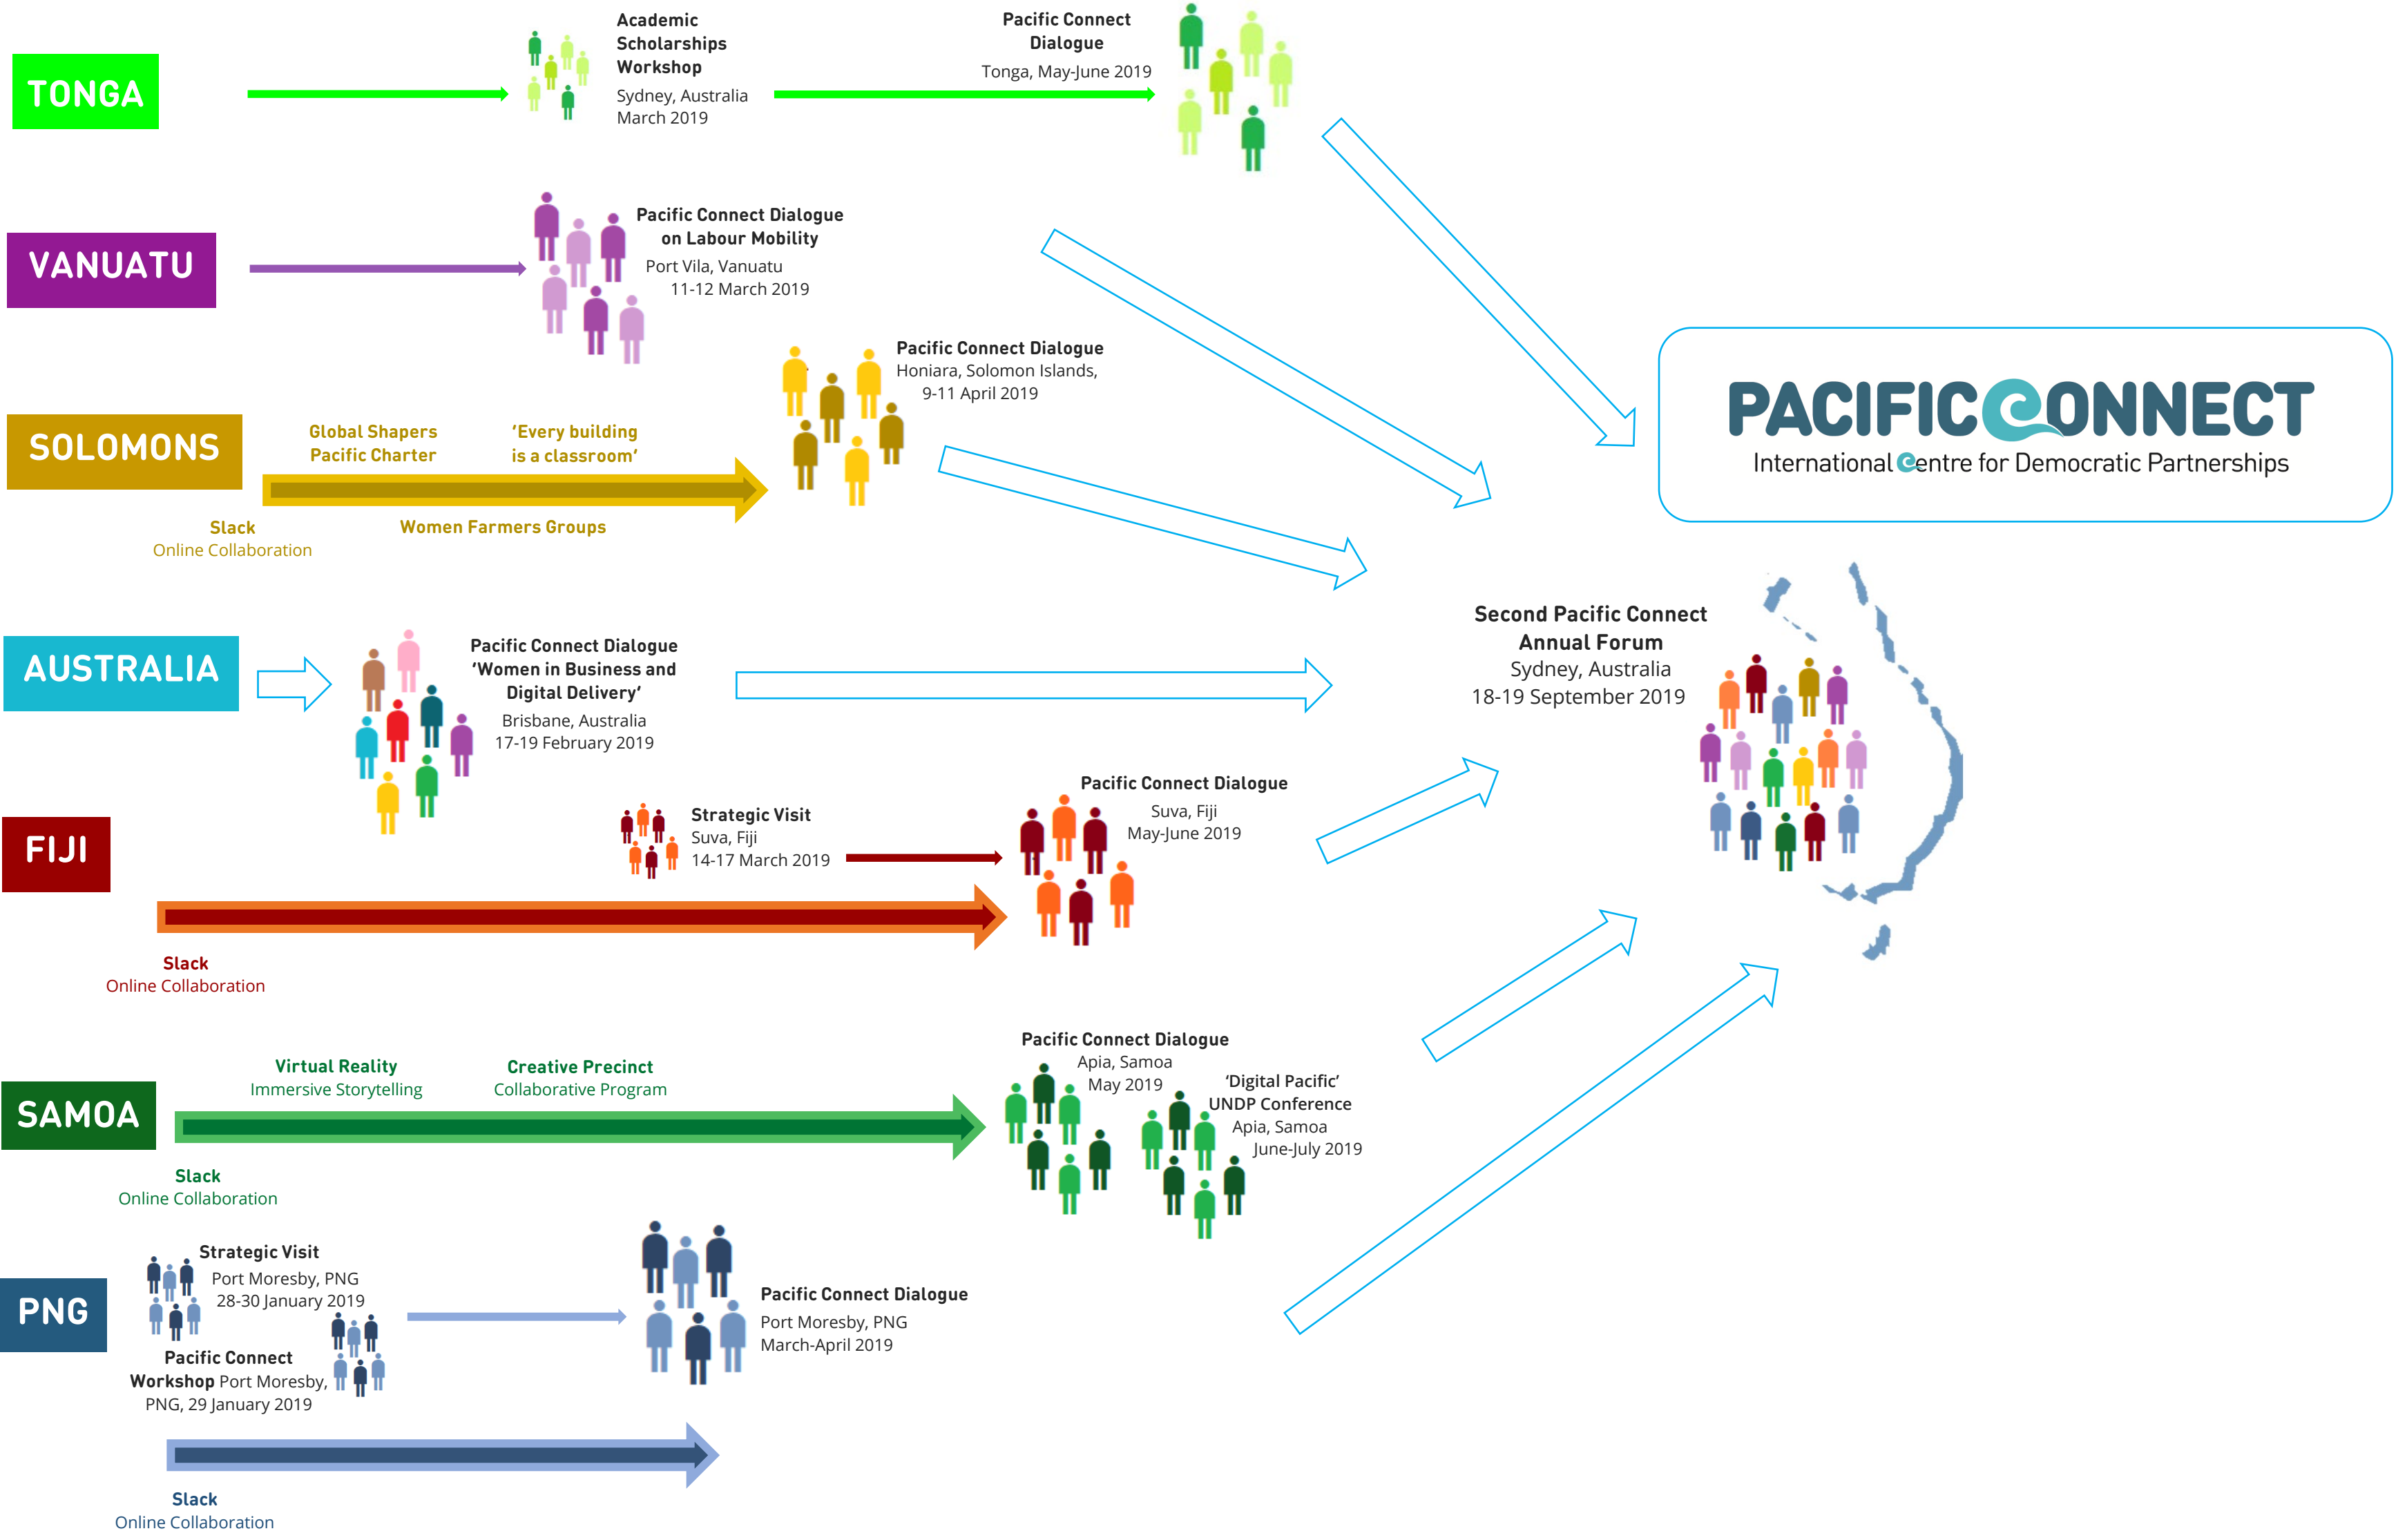 TONGA
Academic
Scholarships
Workshop
Sydney, Australia
March 2019
Pacific Connect
Dialogue
Tonga, May-June 2019
VANUATU
Pacific Connect Dialogue
on Labour Mobility
Port Vila, Vanuatu
11-12 March 2019
SOLOMONS
Global Shapers
Pacific Charter
‘Every building
is a classroom’
Slack
Online Collaboration
Women Farmers Groups
Pacific Connect Dialogue
Honiara, Solomon Islands,
9-11 April 2019
PACIFIC CONNECT
International Centre for Democratic Partnerships
AUSTRALIA
Pacific Connect Dialogue
‘Women in Business and
Digital Delivery’
Brisbane, Australia
17-19 February 2019
Second Pacific Connect
Annual Forum
Sydney, Australia
18-19 September 2019
FIJI
Strategic Visit
Suva, Fiji
14-17 March 2019
Pacific Connect Dialogue
Suva, Fiji
May-June 2019
Slack
Online Collaboration
SAMOA
Virtual Reality
Immersive Storytelling
Creative Precinct
Collaborative Program
Slack
Online Collaboration
Pacific Connect Dialogue
Apia, Samoa
May 2019
‘Digital Pacific’
UNDP Conference
Apia, Samoa
June-July 2019
PNG
Strategic Visit
Port Moresby, PNG
28-30 January 2019
Pacific Connect
Workshop Port Moresby,
PNG, 29 January 2019
Pacific Connect Dialogue
Port Moresby, PNG
March-April 2019
Slack
Online Collaboration